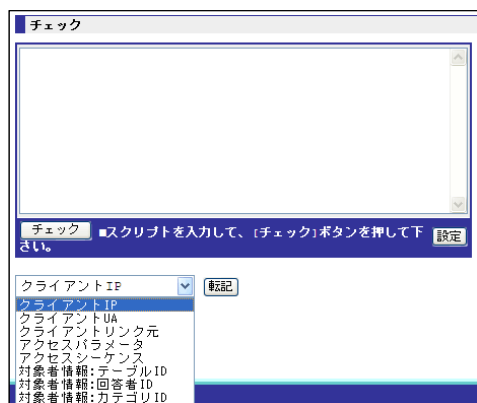 チェック
チェック ■スクリプトを入力して、[チェック]ボタンを押して下
さい。 設定
クライアントIP 転記
クライアントIP
クライアントUA
クライアントリンク元
アクセスパラメータ
アクセスシーケンス
対象者情報:テーブルID
対象者情報:回答者ID
対象者情報:カテゴリID